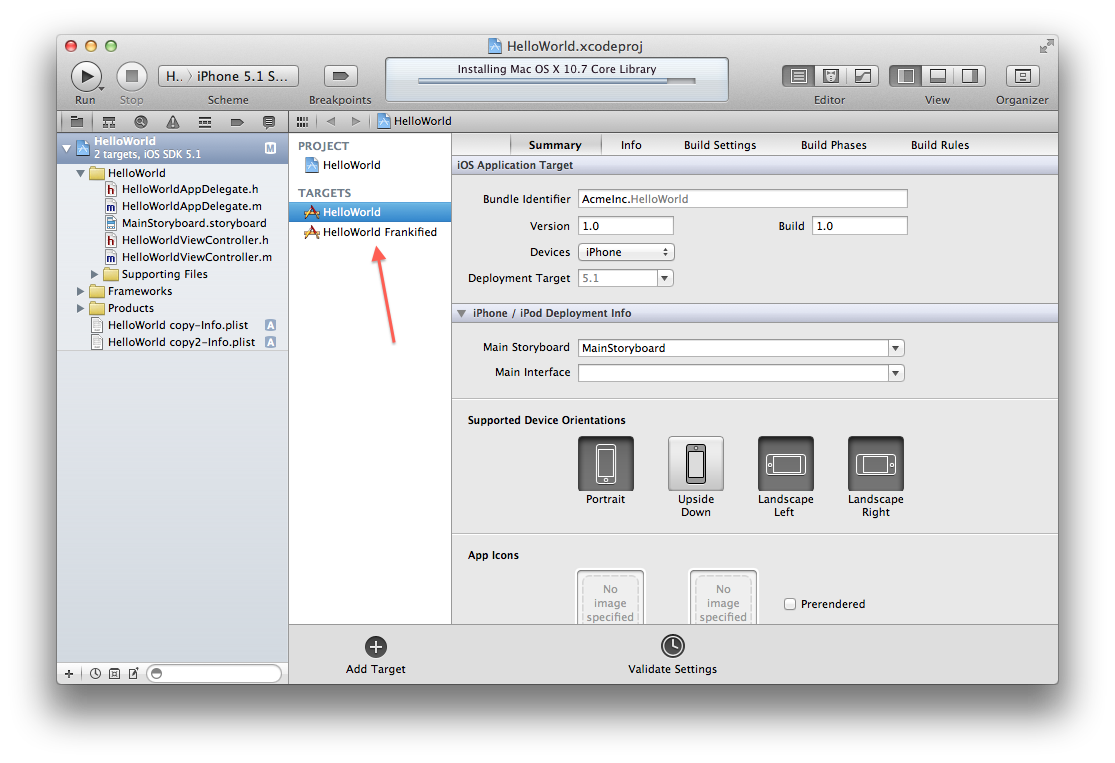 HelloWorld.xcodeproj
H.. 〉 iPhone 5.1 S...
Installing Mac OS X 10.7 Core Library
Run Stop Scheme Breakpoints Editor View Organizer
HelloWorld
HelloWorld
2 targets, iOS SDK 5.1
M
HelloWorld
h HelloWorldAppDelegate.h
m HelloWorldAppDelegate.m
MainStoryboard.storyboard
h HelloWorldViewController.h
m HelloWorldViewController.m
Supporting Files
Frameworks
Products
HelloWorld copy-Info.plist A
HelloWorld copy2-Info.plist A
PROJECT
HelloWorld
TARGETS
HelloWorld
HelloWorld Frankified
Summary Info Build Settings Build Phases Build Rules
iOS Application Target
Bundle Identifier AcmeInc.HelloWorld
Version 1.0 Build 1.0
Devices iPhone
Deployment Target 5.1
iPhone / iPod Deployment Info
Main Storyboard MainStoryboard
Main Interface
Supported Device Orientations
Portrait
Upside
Down
Landscape
Left
Landscape
Right
App Icons
No
image
specified
No
image
specified
Prerendered
Add Target Validate Settings